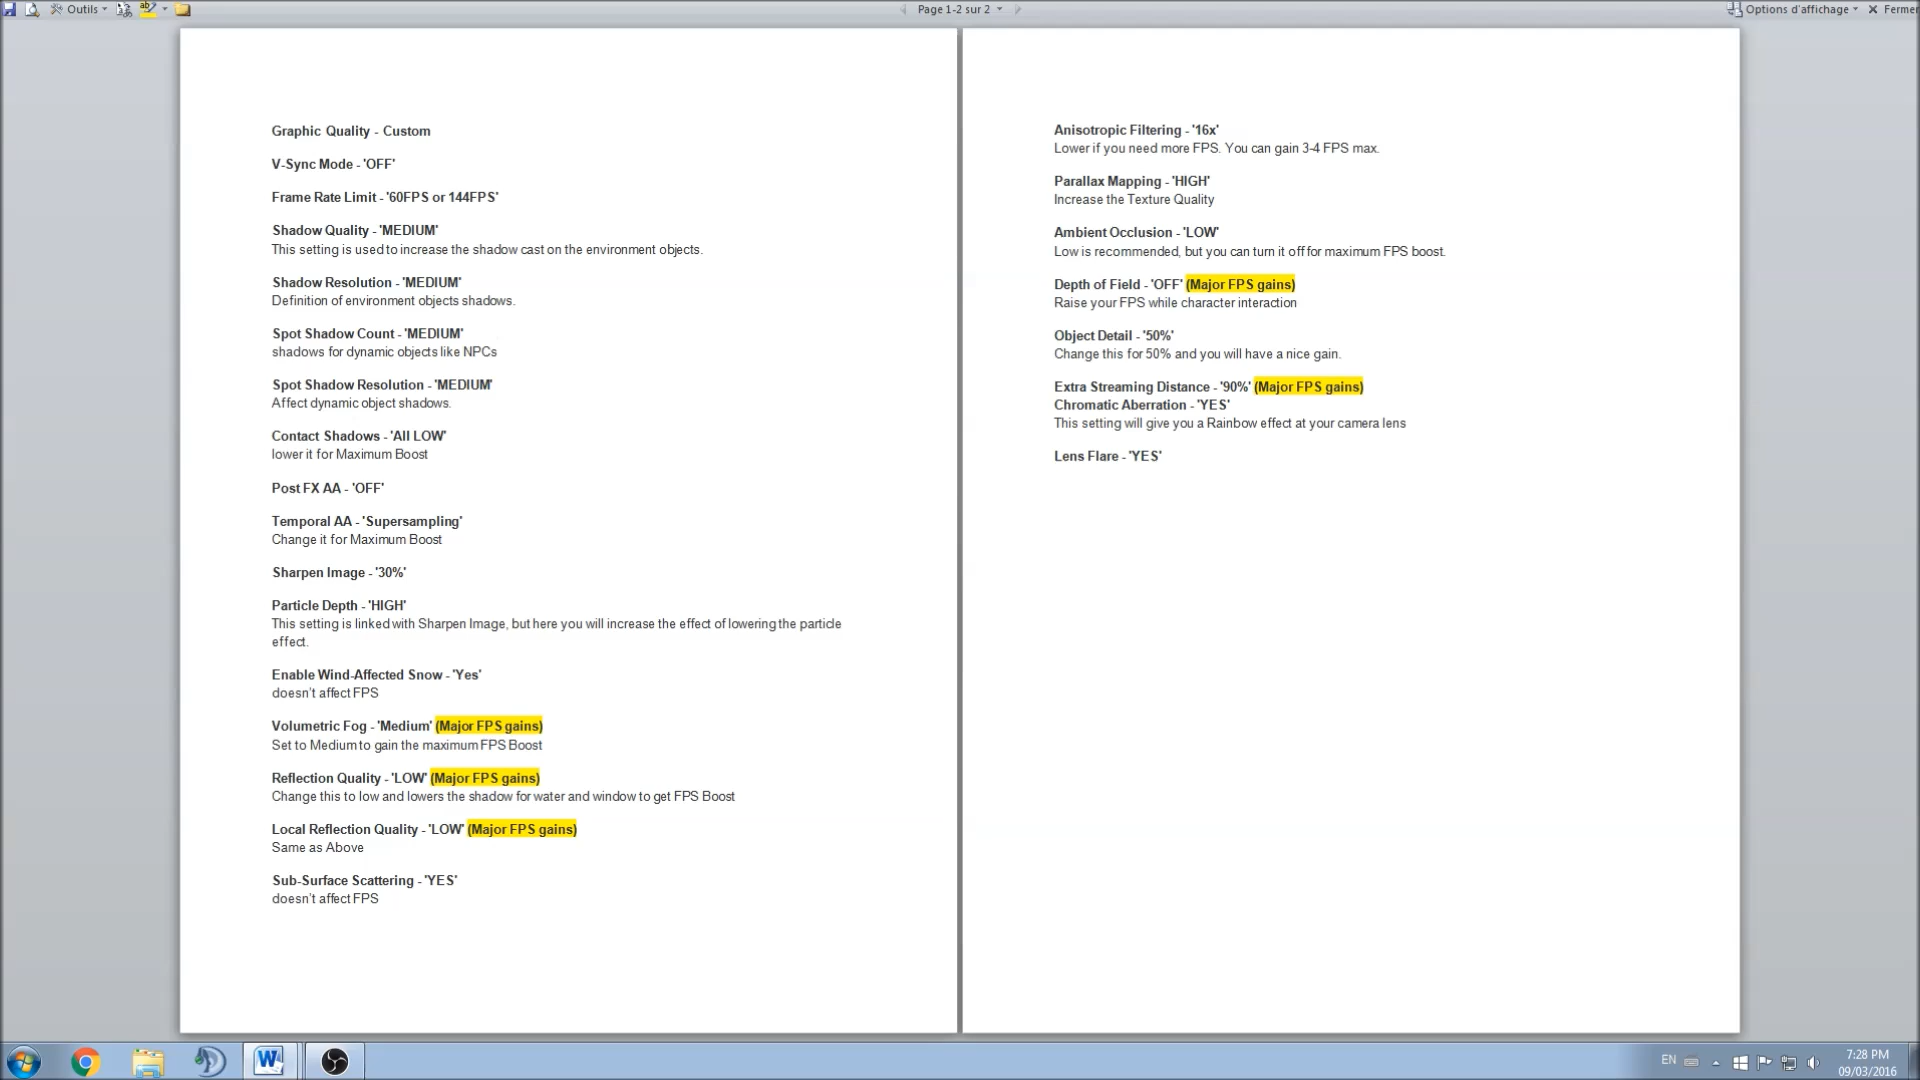 Outils
Page 1-2 sur 2
Options d'affichage
Fermer
Graphic Quality - Custom
V-Sync Mode - 'OFF'
Frame Rate Limit - '60FPS or 144FPS'
Shadow Quality - 'MEDIUM'
This setting is used to increase the shadow cast on the environment objects.
Shadow Resolution - 'MEDIUM'
Definition of environment objects shadows.
Spot Shadow Count - 'MEDIUM'
shadows for dynamic objects like NPCs
Spot Shadow Resolution - 'MEDIUM'
Affect dynamic object shadows.
Contact Shadows - 'All LOW'
lower it for Maximum Boost
Post FX AA - 'OFF'
Temporal AA - 'Supersampling'
Change it for Maximum Boost
Sharpen Image - '30%'
Particle Depth - 'HIGH'
This setting is linked with Sharpen Image, but here you will increase the effect of lowering the particle
effect.
Enable Wind-Affected Snow - 'Yes'
doesn't affect FPS
Volumetric Fog - 'Medium' (Major FPS gains)
Set to Medium to gain the maximum FPS Boost
Reflection Quality - 'LOW' (Major FPS gains)
Change this to low and lowers the shadow for water and window to get FPS Boost
Local Reflection Quality - 'LOW' (Major FPS gains)
Same as Above
Sub-Surface Scattering - 'YES'
doesn't affect FPS
Anisotropic Filtering - '16x'
Lower if you need more FPS. You can gain 3-4 FPS max.
Parallax Mapping - 'HIGH'
Increase the Texture Quality
Ambient Occlusion - 'LOW'
Low is recommended, but you can turn it off for maximum FPS boost.
Depth of Field - 'OFF' (Major FPS gains)
Raise your FPS while character interaction
Object Detail - '50%'
Change this for 50% and you will have a nice gain.
Extra Streaming Distance - '90%' (Major FPS gains)
Chromatic Aberration - 'YES'
This setting will give you a Rainbow effect at your camera lens
Lens Flare - 'YES'
EN
7:28 PM
09/03/2016